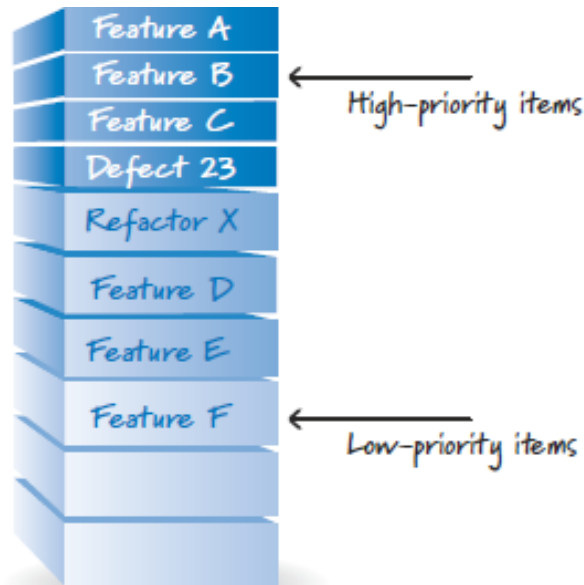 Feature A
Feature B
High-priority items
Feature C
Defect 23
Refactor X
Feature D
Feature E
Feature F
Low-priority items